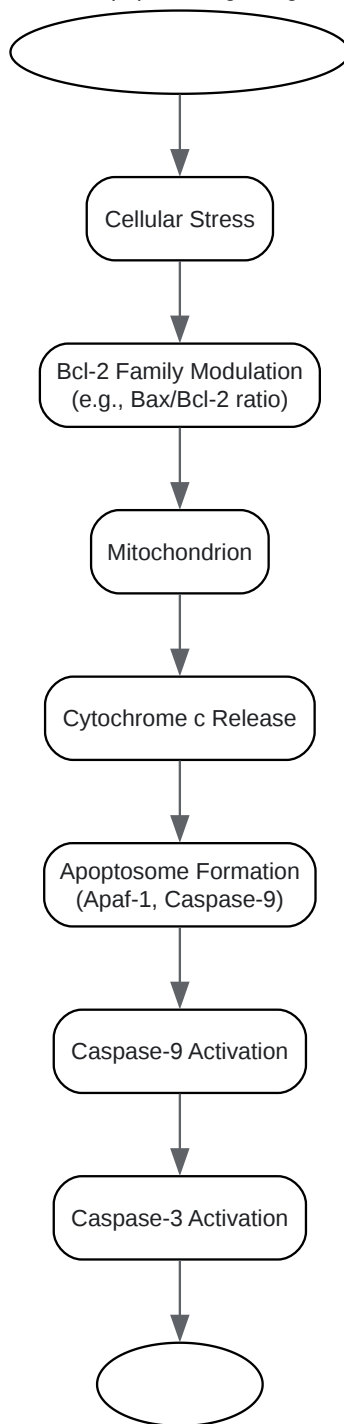 Cellular Stress
Bcl-2 Family Modulation
(e.g., Bax/Bcl-2 ratio)
Mitochondrion
Cytochrome c Release
Apoptosome Formation
(Apaf-1, Caspase-9)
Caspase-9 Activation
Caspase-3 Activation